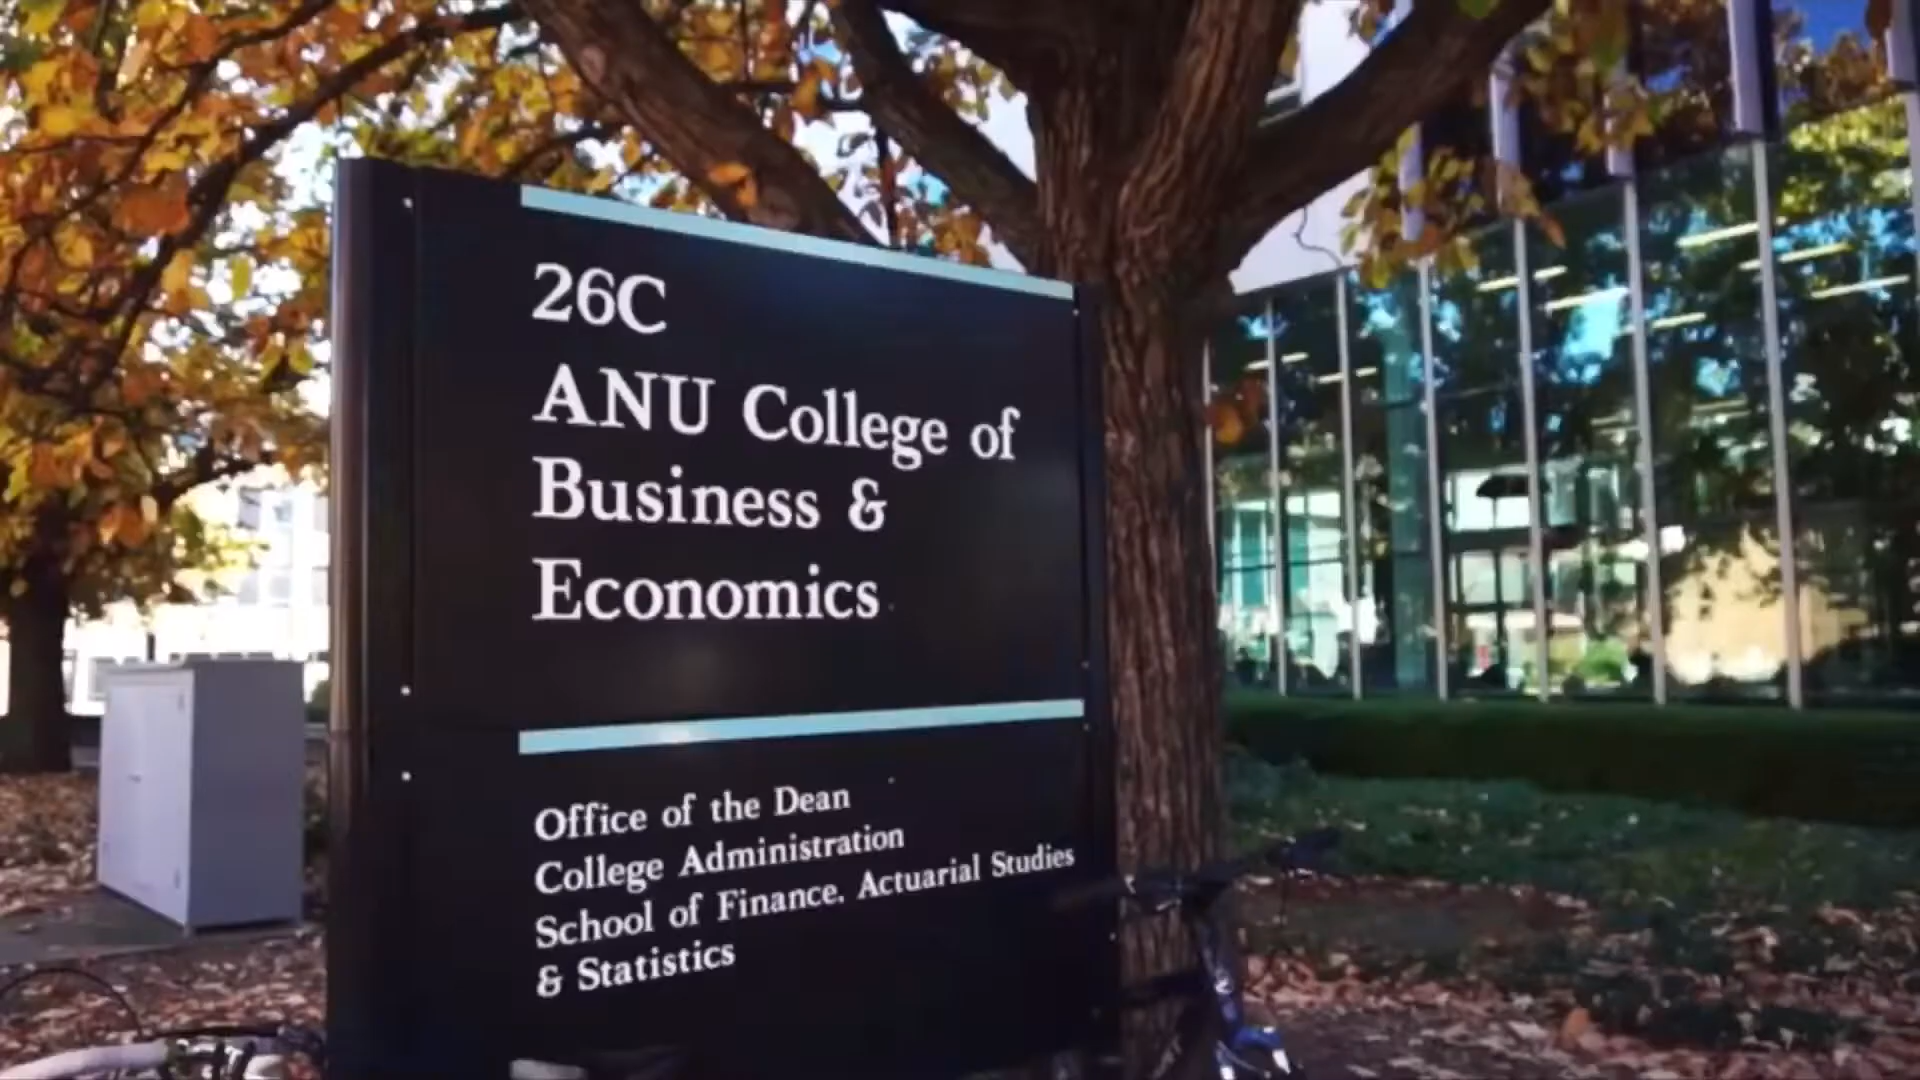 26C
ANU College of
Business &
Economics
Office of the Dean
College Administration
School of Finance, Actuarial Studies
& Statistics